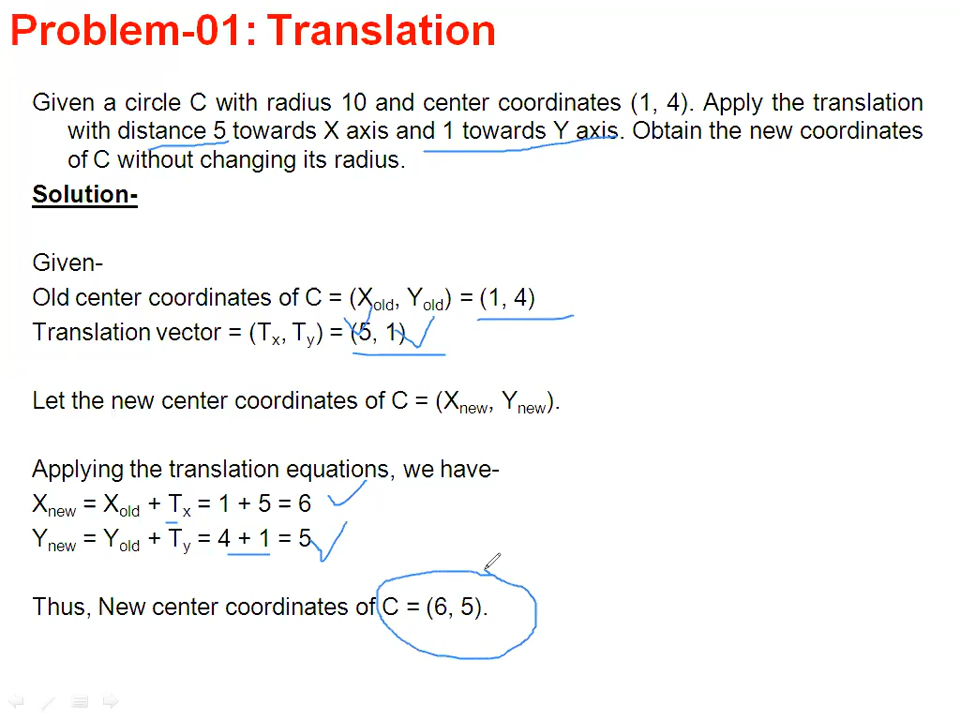 Problem-01: Translation
Given a circle C with radius 10 and center coordinates (1, 4). Apply the translation
with distance 5 towards X axis and 1 towards Y axis. Obtain the new coordinates
of C without changing its radius.
Solution-
Given-
Old center coordinates of C = (Xold, Yold) = (1, 4)
Translation vector = (Tx, Ty) = (5, 1)
Let the new center coordinates of C = (Xnew, Ynew).
Applying the translation equations, we have-
Xnew = Xold + Tx = 1 + 5 = 6
Ynew = Yold + Ty = 4 + 1 = 5
Thus, New center coordinates of C = (6, 5).